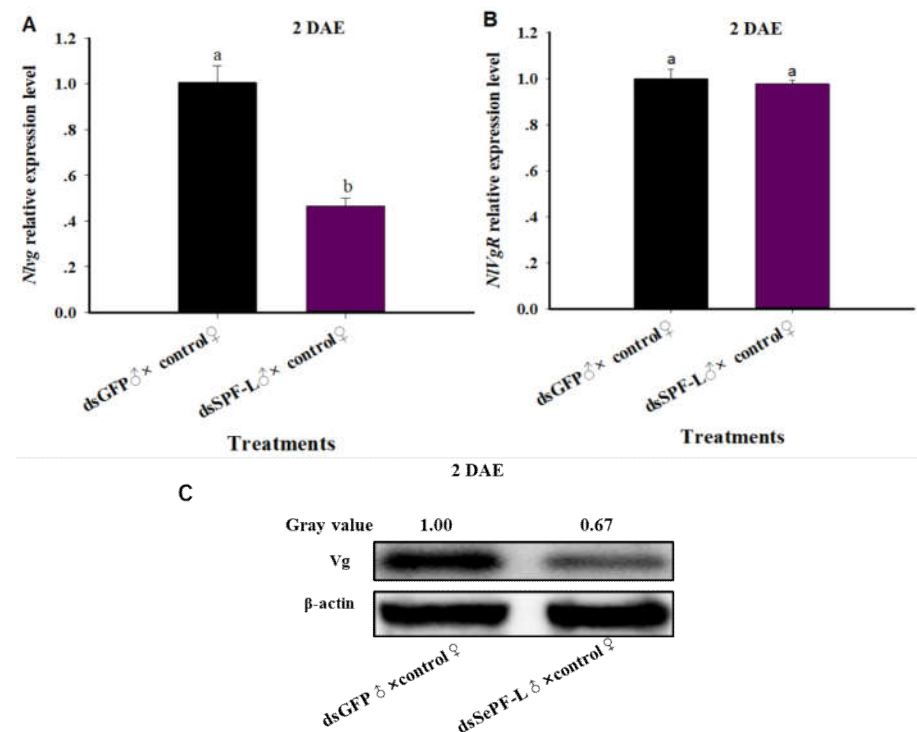 A
2 DAE
Nlvg relative expression level
1.2
1.0
.8
.6
.4
.2
0.0
a
b
dsGFP♂× control♀
dsSPF-L♂× control♀
Treatments
B
2 DAE
NlVgR relative expression level
1.2
1.0
.8
.6
.4
.2
0.0
a
a
dsGFP♂× control♀
dsSPF-L♂× control♀
Treatments
2 DAE
C
Gray value 1.00 0.67
Vg
β-actin
dsGFP♂×control♀
dsSePF-L♂×control♀